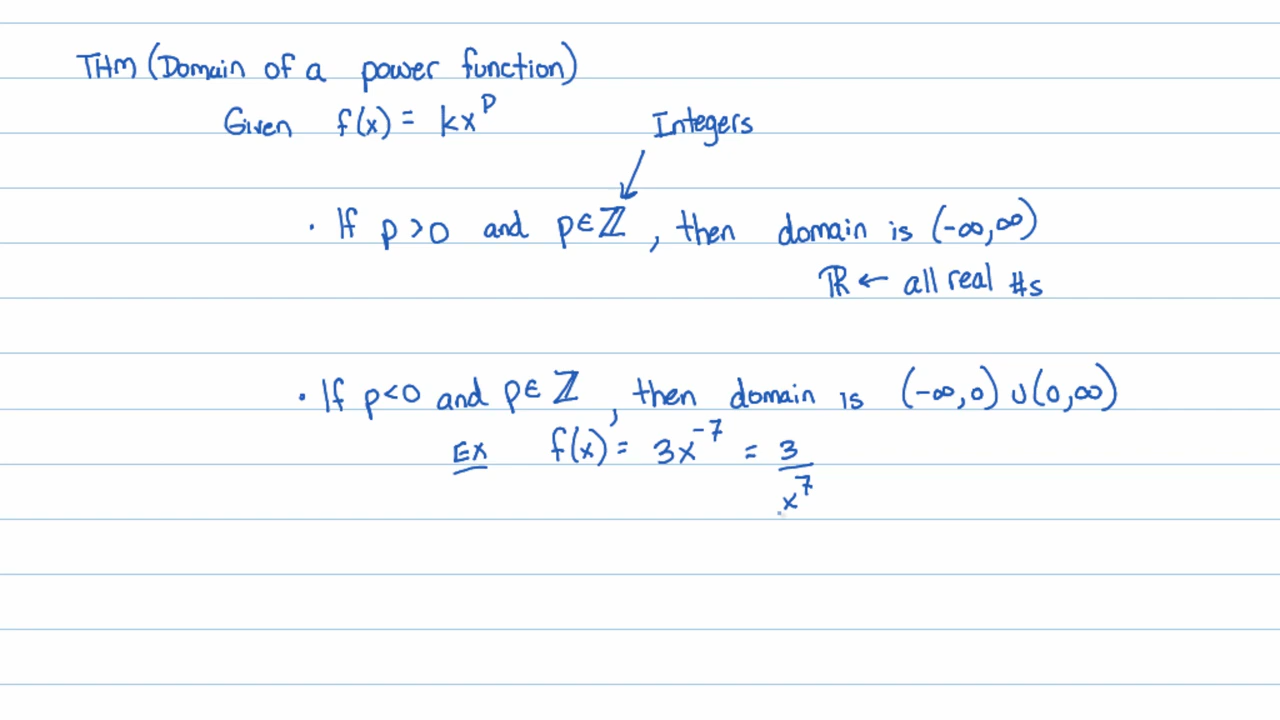 THM (Domain of a power function)
Given f(x) = kx^p
Integers
· If p > 0 and p ∈ ℤ, then domain is (-∞, ∞)
ℝ ← all real #s
· If p < 0 and p ∈ ℤ, then domain is (-∞, 0) ∪ (0, ∞)
Ex f(x) = 3x^-7 = 3/x^7